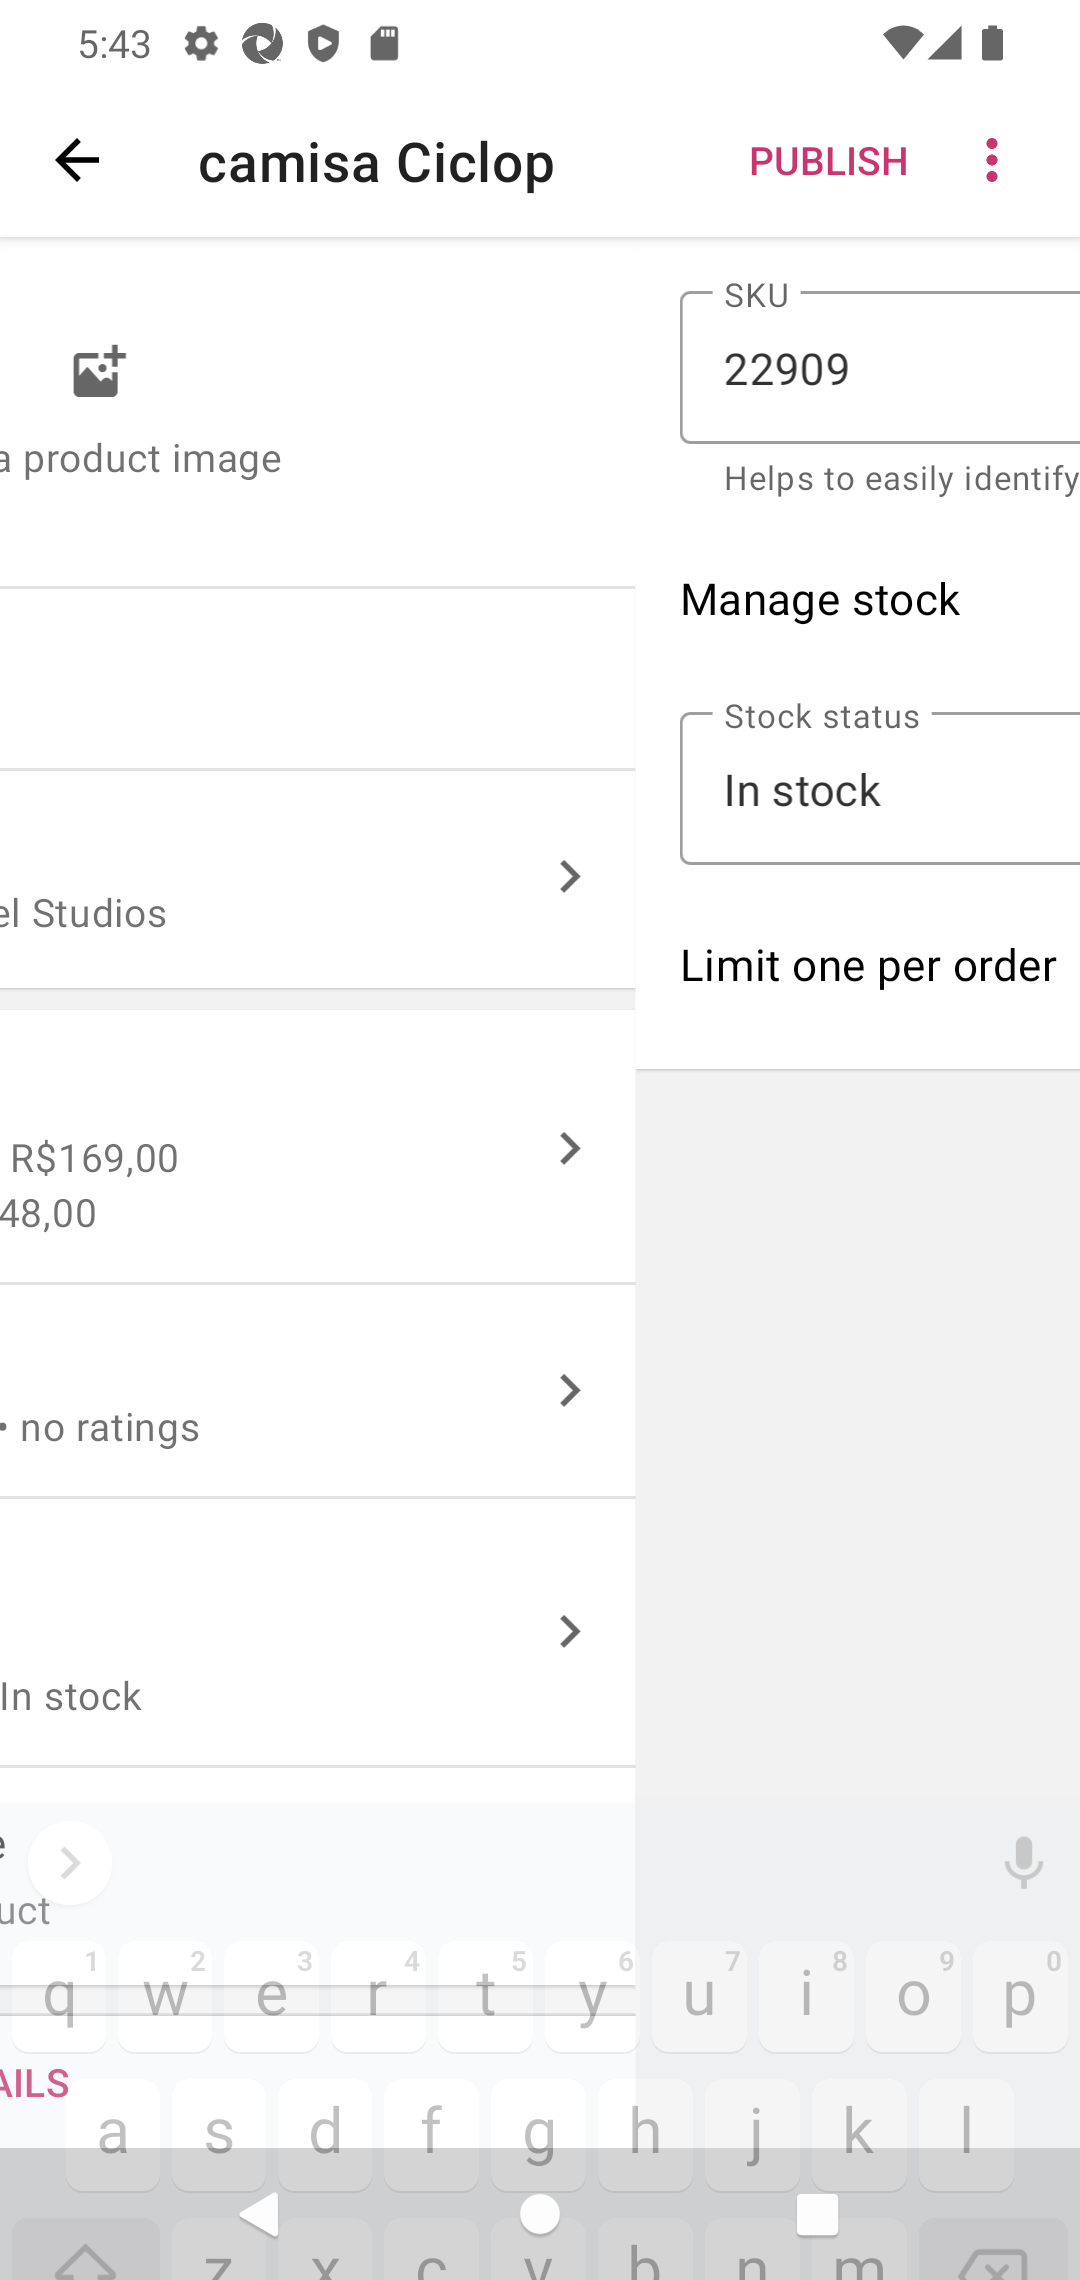 5:43
camisa Ciclop
PUBLISH
a product image
el Studios
R$169,00
48,00
• no ratings
In stock
e
uct
AILS
SKU
22909
Helps to easily identify
Manage stock
Stock status
In stock
Limit one per order
1 2 3 4 5 6 7 8 9 0
q w e r t y u i o p
a s d f g h j k l
z x c v b n m